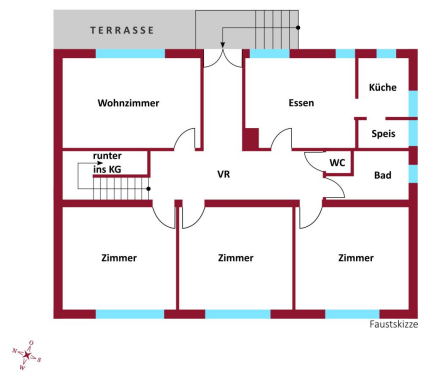 TERRASSE
Wohnzimmer
Essen
Küche
Speis
runter
ins KG
VR
WC
Bad
Zimmer
Zimmer
Zimmer
Faustskizze
N O
W S